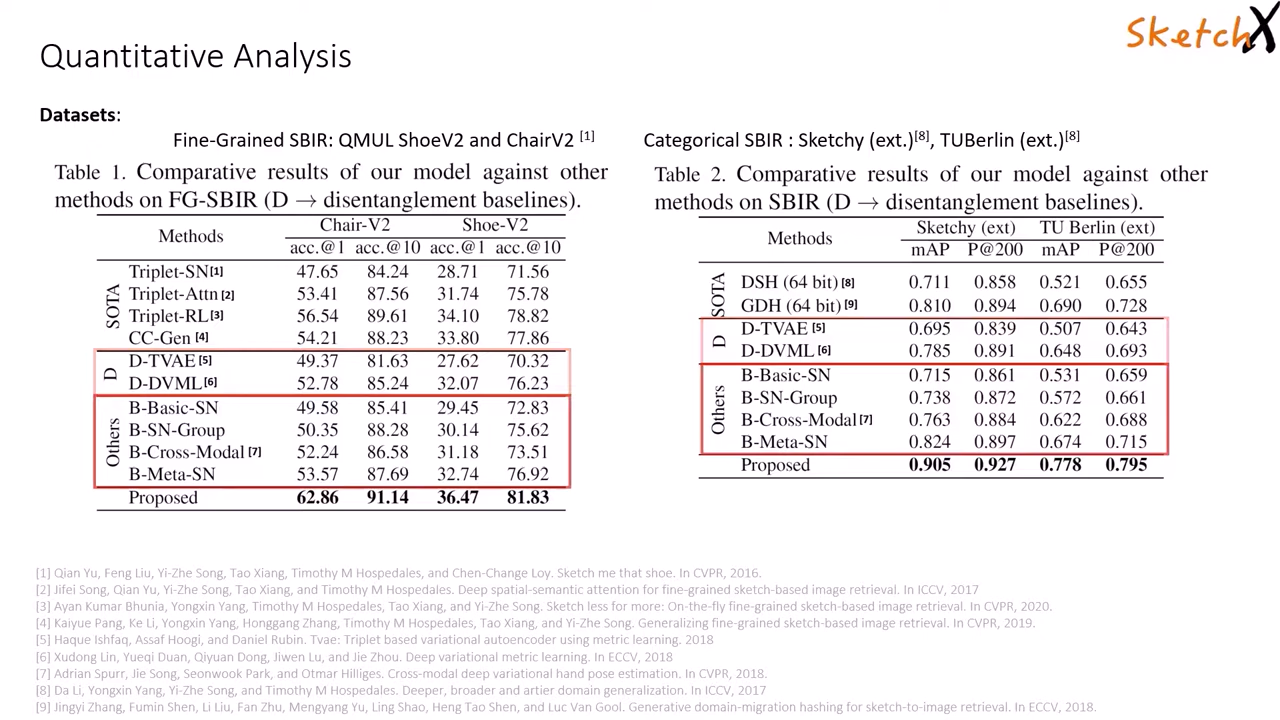 SketchX
Quantitative Analysis
Datasets:
Fine-Grained SBIR: QMUL ShoeV2 and ChairV2 [1]
Categorical SBIR : Sketchy (ext.)[8], TUBerlin (ext.)[8]
Table 1. Comparative results of our model against other
methods on FG-SBIR (D → disentanglement baselines).
Methods Chair-V2 Shoe-V2
acc.@1 acc.@10 acc.@1 acc.@10
SOTA
Triplet-SN[1] 47.65 84.24 28.71 71.56
Triplet-Attn [2] 53.41 87.56 31.74 75.78
Triplet-RL[3] 56.54 89.61 34.10 78.82
CC-Gen [4] 54.21 88.23 33.80 77.86
D
D-TVAE[5] 49.37 81.63 27.62 70.32
D-DVML[6] 52.78 85.24 32.07 76.23
Others
B-Basic-SN 49.58 85.41 29.45 72.83
B-SN-Group 50.35 88.28 30.14 75.62
B-Cross-Modal [7] 52.24 86.58 31.18 73.51
B-Meta-SN 53.57 87.69 32.74 76.92
Proposed 62.86 91.14 36.47 81.83
Table 2. Comparative results of our model against other
methods on SBIR (D → disentanglement baselines).
Methods Sketchy (ext) TU Berlin (ext)
mAP P@200 mAP P@200
SOTA
DSH (64 bit) [8] 0.711 0.858 0.521 0.655
GDH (64 bit) [9] 0.810 0.894 0.690 0.728
D
D-TVAE [5] 0.695 0.839 0.507 0.643
D-DVML [6] 0.785 0.891 0.648 0.693
Others
B-Basic-SN 0.715 0.861 0.531 0.659
B-SN-Group 0.738 0.872 0.572 0.661
B-Cross-Modal[7] 0.763 0.884 0.622 0.688
B-Meta-SN 0.824 0.897 0.674 0.715
Proposed 0.905 0.927 0.778 0.795
[1] Qian Yu, Feng Liu, Yi-Zhe Song, Tao Xiang, Timothy M Hospedales, and Chen-Change Loy. Sketch me that shoe. In CVPR, 2016.
[2] Jifei Song, Qian Yu, Yi-Zhe Song, Tao Xiang, and Timothy M Hospedales. Deep spatial-semantic attention for fine-grained sketch-based image retrieval. In ICCV, 2017
[3] Ayan Kumar Bhunia, Yongxin Yang, Timothy M Hospedales, Tao Xiang, and Yi-Zhe Song. Sketch less for more: On-the-fly fine-grained sketch-based image retrieval. In CVPR, 2020.
[4] Kaiyue Pang, Ke Li, Yongxin Yang, Honggang Zhang, Timothy M Hospedales, Tao Xiang, and Yi-Zhe Song. Generalizing fine-grained sketch-based image retrieval. In CVPR, 2019.
[5] Haque Ishfaq, Assaf Hoogi, and Daniel Rubin. Tvae: Triplet based variational autoencoder using metric learning. 2018
[6] Xudong Lin, Yueqi Duan, Qiyuan Dong, Jiwen Lu, and Jie Zhou. Deep variational metric learning. In ECCV, 2018
[7] Adrian Spurr, Jie Song, Seonwook Park, and Otmar Hilliges. Cross-modal deep variational hand pose estimation. In CVPR, 2018.
[8] Da Li, Yongxin Yang, Yi-Zhe Song, and Timothy M Hospedales. Deeper, broader and artier domain generalization. In ICCV, 2017
[9] Jingyi Zhang, Fumin Shen, Li Liu, Fan Zhu, Mengyang Yu, Ling Shao, Heng Tao Shen, and Luc Van Gool. Generative domain-migration hashing for sketch-to-image retrieval. In ECCV, 2018.